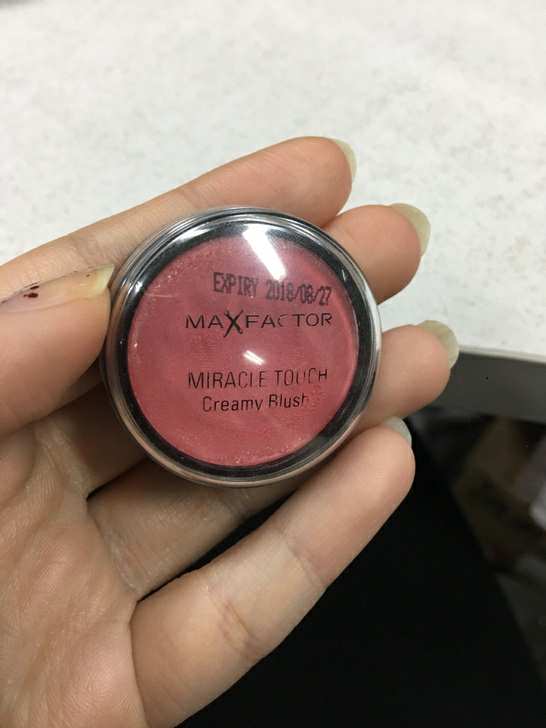 EXPIRY 2018/08/27
MAXFACTOR
MIRACLE TOUCH
Creamy Blush